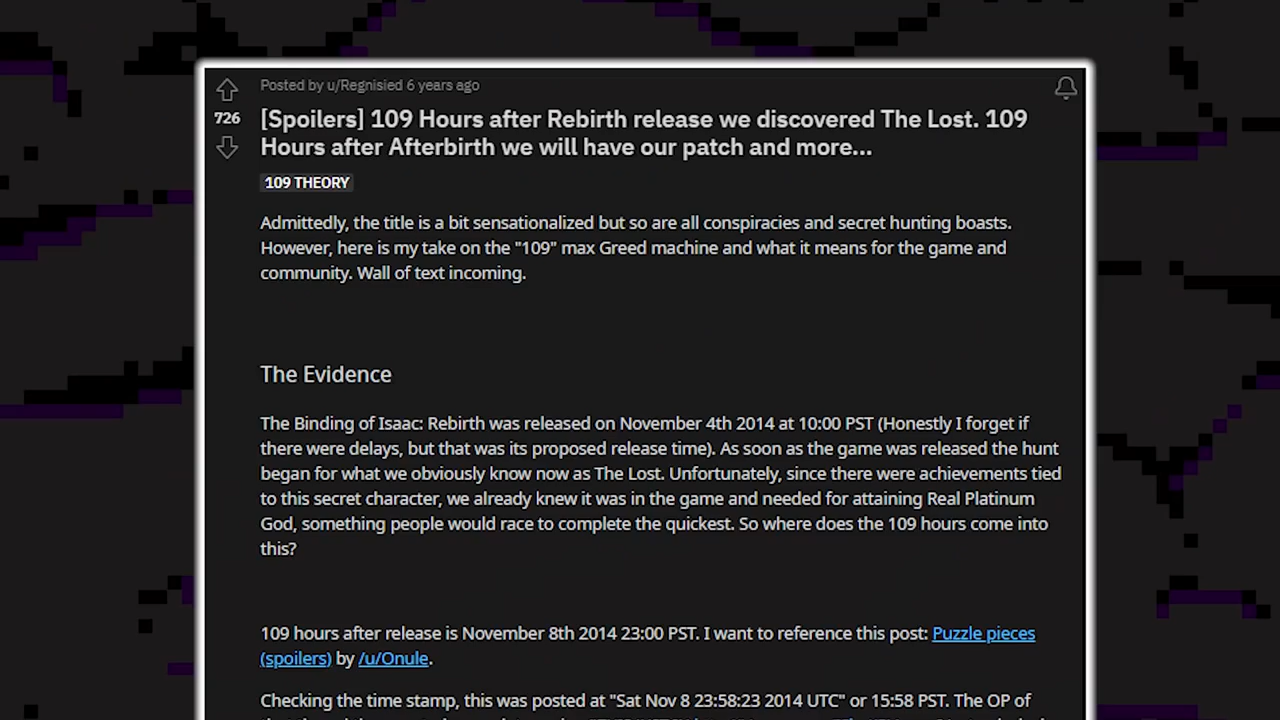 Posted by u/Regnisied 6 years ago
726
[Spoilers] 109 Hours after Rebirth release we discovered The Lost. 109
Hours after Afterbirth we will have our patch and more...
109 THEORY
Admittedly, the title is a bit sensationalized but so are all conspiracies and secret hunting boasts.
However, here is my take on the "109" max Greed machine and what it means for the game and
community. Wall of text incoming.
The Evidence
The Binding of Isaac: Rebirth was released on November 4th 2014 at 10:00 PST (Honestly I forget if
there were delays, but that was its proposed release time). As soon as the game was released the hunt
began for what we obviously know now as The Lost. Unfortunately, since there were achievements tied
to this secret character, we already knew it was in the game and needed for attaining Real Platinum
God, something people would race to complete the quickest. So where does the 109 hours come into
this?
109 hours after release is November 8th 2014 23:00 PST. I want to reference this post: Puzzle pieces
(spoilers) by /u/Onule.
Checking the time stamp, this was posted at "Sat Nov 8 23:58:23 2014 UTC" or 15:58 PST. The OP of